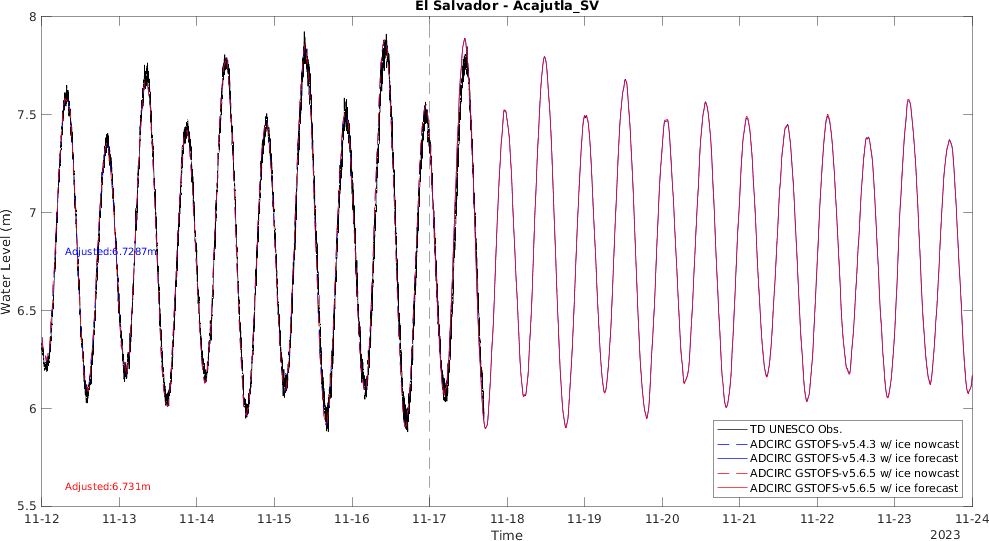 El Salvador - Acajutla_SV
8
7.5
7
6.5
6
5.5
Water Level (m)
Adjusted:6.7287m
Adjusted:6.731m
TD UNESCO Obs.
ADCIRC GSTOFS-v5.4.3 w/ ice nowcast
ADCIRC GSTOFS-v5.4.3 w/ ice forecast
ADCIRC GSTOFS-v5.6.5 w/ ice nowcast
ADCIRC GSTOFS-v5.6.5 w/ ice forecast
11-12 11-13 11-14 11-15 11-16 11-17 11-18 11-19 11-20 11-21 11-22 11-23 11-24
Time
2023